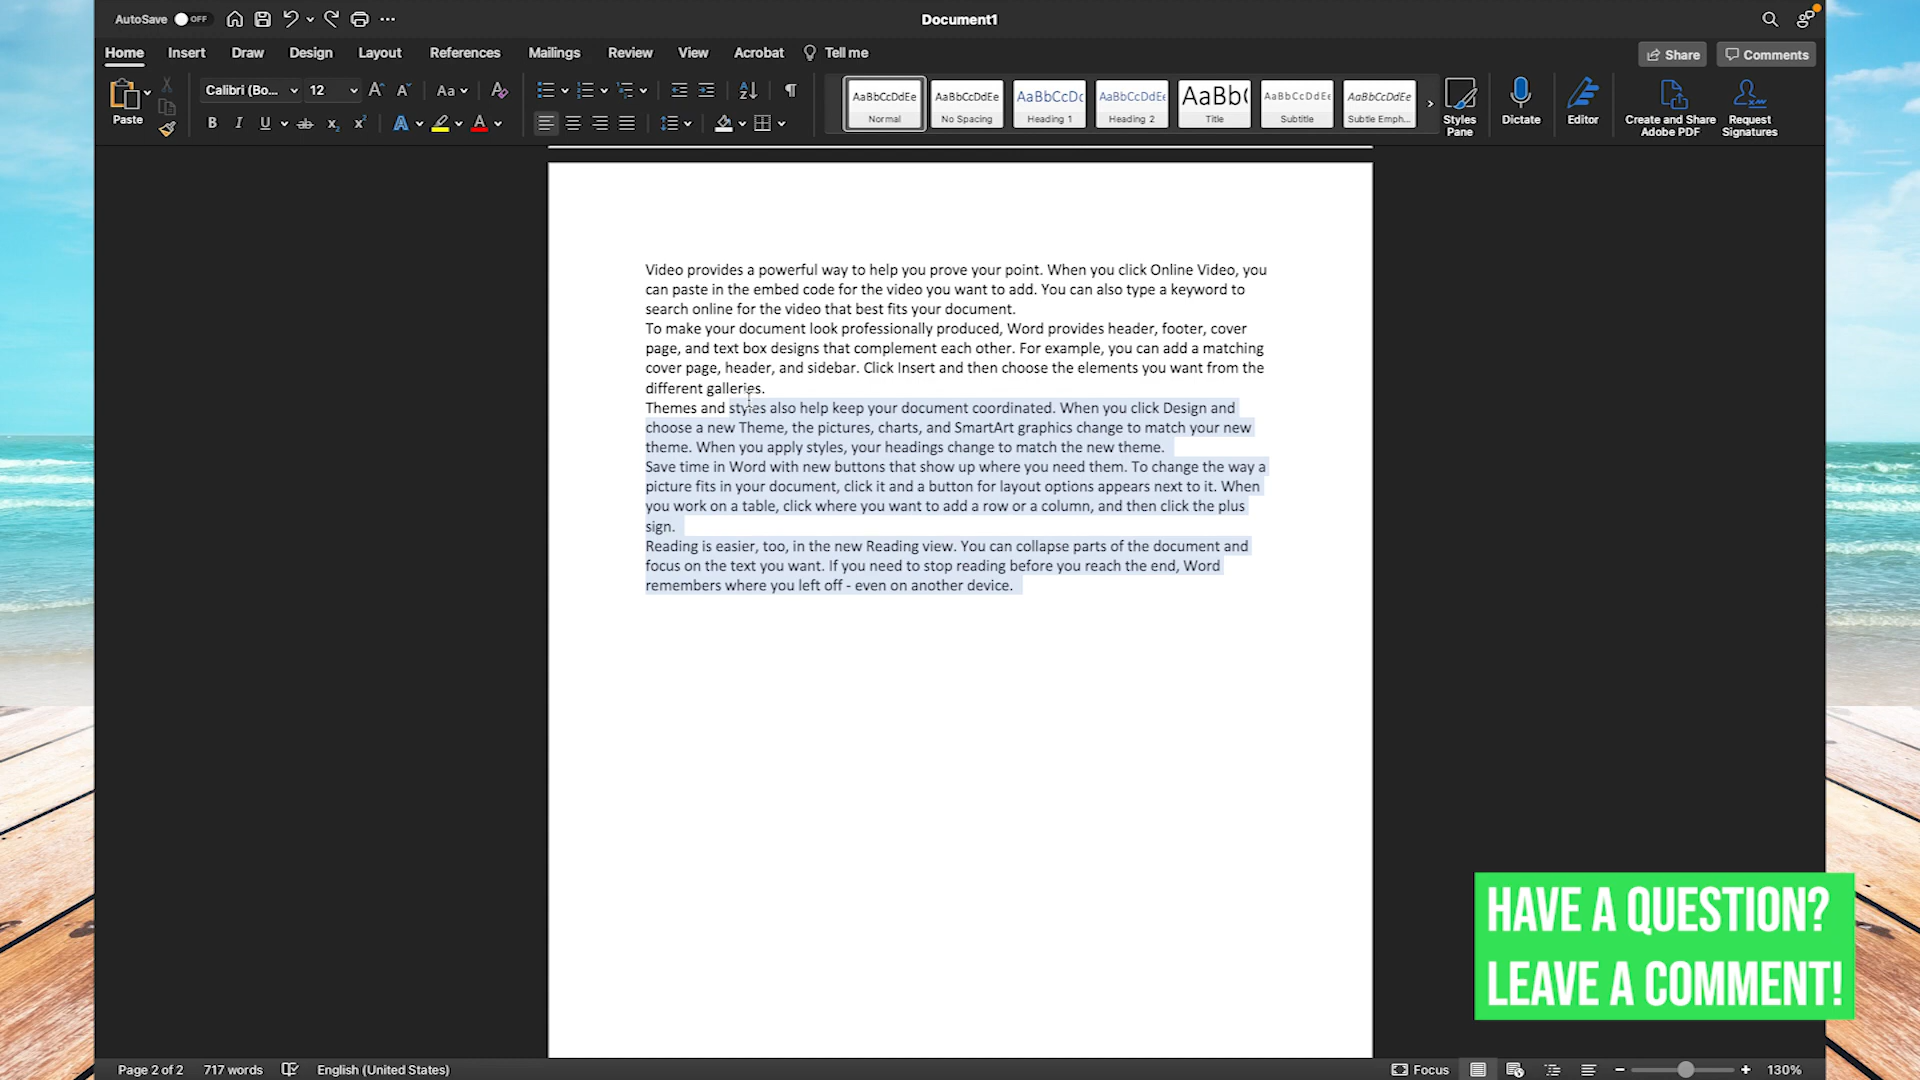 AutoSave OFF
Document1
Home Insert Draw Design Layout References Mailings Review View Acrobat Tell me
Share Comments
Paste
Calibri (Bo... 12
AaBbCcDdEe Normal
AaBbCcDdEe No Spacing
AaBbCcDc Heading 1
AaBbCcDdEe Heading 2
AaBb( Title
AaBbCcDdEe Subtitle
AaBbCcDdEe Subtle Emph...
Styles Pane
Dictate
Editor
Create and Share Adobe PDF
Request Signatures
Video provides a powerful way to help you prove your point. When you click Online Video, you
can paste in the embed code for the video you want to add. You can also type a keyword to
search online for the video that best fits your document.
To make your document look professionally produced, Word provides header, footer, cover
page, and text box designs that complement each other. For example, you can add a matching
cover page, header, and sidebar. Click Insert and then choose the elements you want from the
different galleries.
Themes and styles also help keep your document coordinated. When you click Design and
choose a new Theme, the pictures, charts, and SmartArt graphics change to match your new
theme. When you apply styles, your headings change to match the new theme.
Save time in Word with new buttons that show up where you need them. To change the way a
picture fits in your document, click it and a button for layout options appears next to it. When
you work on a table, click where you want to add a row or a column, and then click the plus
sign.
Reading is easier, too, in the new Reading view. You can collapse parts of the document and
focus on the text you want. If you need to stop reading before you reach the end, Word
remembers where you left off - even on another device.
HAVE A QUESTION?
LEAVE A COMMENT!
Page 2 of 2 717 words English (United States) Focus 130%